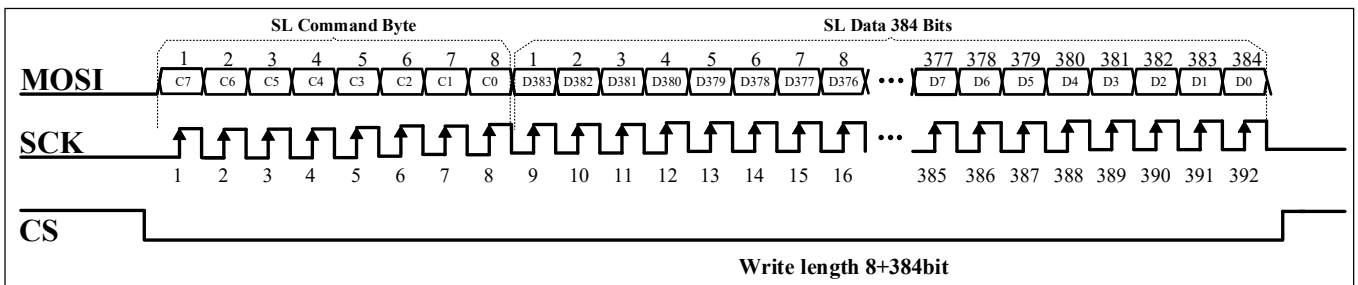 SL Command Byte SL Data 384 Bits
1 2 3 4 5 6 7 8 1 2 3 4 5 6 7 8 377 378 379 380 381 382 383 384
MOSI C7 C6 C5 C4 C3 C2 C1 C0 D383 D382 D381 D380 D379 D378 D377 D376 ••• D7 D6 D5 D4 D3 D2 D1 D0
SCK •••
1 2 3 4 5 6 7 8 9 10 11 12 13 14 15 16 385 386 387 388 389 390 391 392
CS
Write length 8+384bit